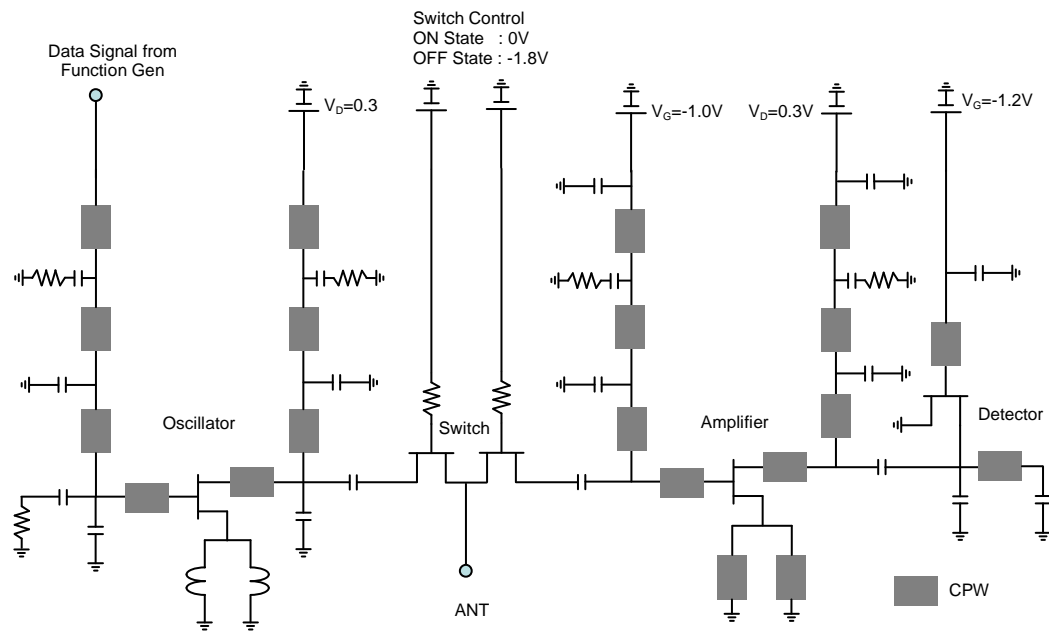 Switch Control
ON State : 0V
OFF State : -1.8V
Data Signal from
Function Gen
V_D=0.3
V_G=-1.0V
V_D=0.3V
V_G=-1.2V
Oscillator
Switch
Amplifier
Detector
CPW
ANT